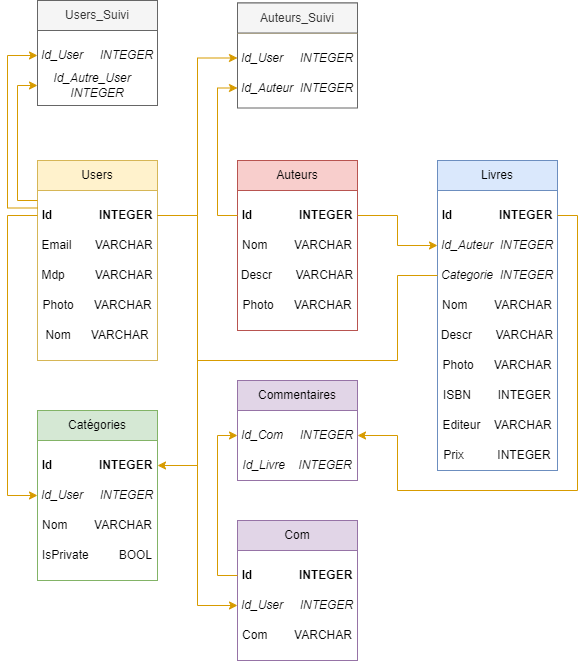 Users_Suivi
Id_User INTEGER
Id_Autre_User
INTEGER
Auteurs_Suivi
Id_User INTEGER
Id_Auteur INTEGER
Users
Id INTEGER
Email VARCHAR
Mdp VARCHAR
Photo VARCHAR
Nom VARCHAR
Auteurs
Id INTEGER
Nom VARCHAR
Descr VARCHAR
Photo VARCHAR
Livres
Id INTEGER
Id_Auteur INTEGER
Categorie INTEGER
Nom VARCHAR
Descr VARCHAR
Photo VARCHAR
ISBN INTEGER
Editeur VARCHAR
Prix INTEGER
Catégories
Id INTEGER
Id_User INTEGER
Nom VARCHAR
IsPrivate BOOL
Commentaires
Id_Com INTEGER
Id_Livre INTEGER
Com
Id INTEGER
Id_User INTEGER
Com VARCHAR